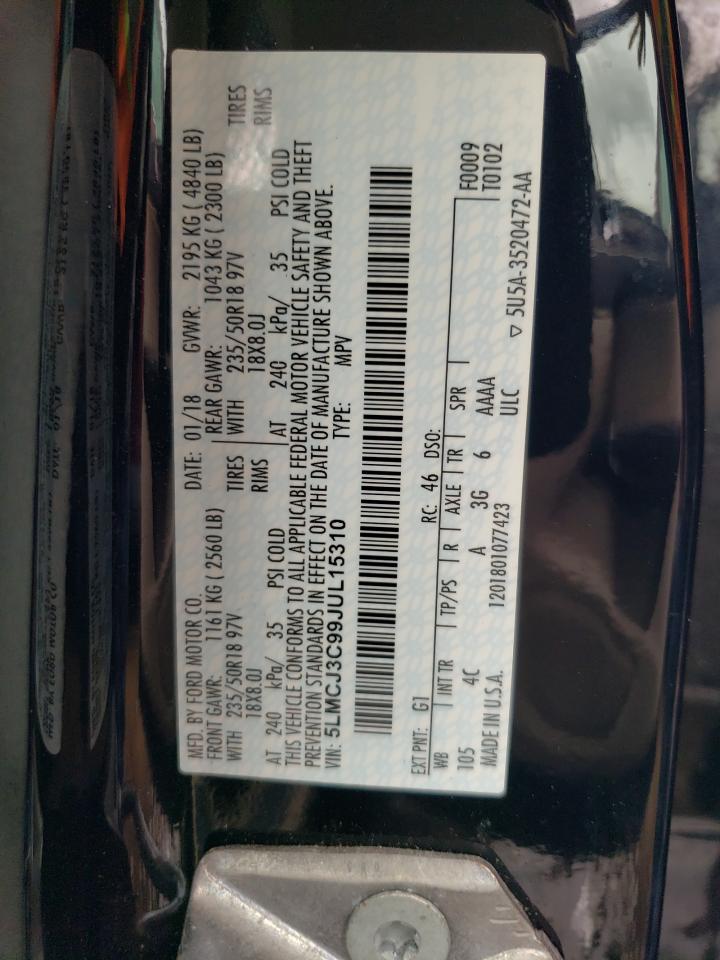 MFD. BY FORD MOTOR CO. DATE: 01/18 GVWR: 2195 KG ( 4840 LB)
FRONT GAWR: 1161 KG ( 2560 LB) REAR GAWR: 1043 KG ( 2300 LB)
WITH 235/50R18 97V TIRES WITH 235/50R18 97V TIRES
18X8.0J RIMS 18X8.0J RIMS
AT 240 kPa/ 35 PSI COLD AT 240 kPa/ 35 PSI COLD
THIS VEHICLE CONFORMS TO ALL APPLICABLE FEDERAL MOTOR VEHICLE SAFETY AND THEFT
PREVENTION STANDARDS IN EFFECT ON THE DATE OF MANUFACTURE SHOWN ABOVE.
VIN: 5LMCJ3C99JUL15310 TYPE: MPV
EXT PNT: G1 RC: 46 DSO: F0009
WB INT TR TP/PS R AXLE TR SPR T0102
105 4C A 3G 6 AAAA
MADE IN U.S.A. 1201801077423 ULC ▽ 5U5A-3520472-AA